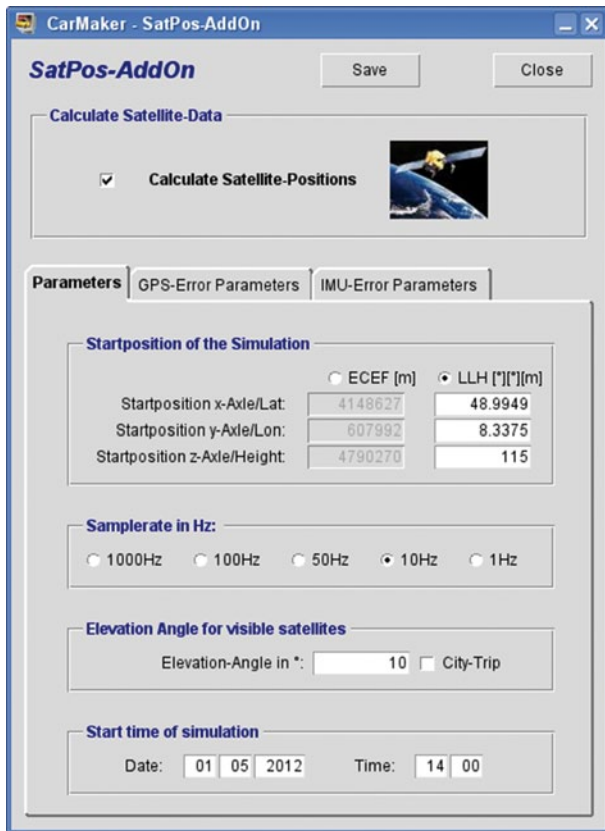 CarMaker - SatPos-AddOn
SatPos-AddOn Save Close
Calculate Satellite-Data
Calculate Satellite-Positions
Parameters GPS-Error Parameters IMU-Error Parameters
Startposition of the Simulation
ECEF [m] LLH [°][°][m]
Startposition x-Axle/Lat: 4148627 48.9949
Startposition y-Axle/Lon: 607992 8.3375
Startposition z-Axle/Height: 4790270 115
Samplerate in Hz:
1000Hz 100Hz 50Hz 10Hz 1Hz
Elevation Angle for visible satellites
Elevation-Angle in °: 10 City-Trip
Start time of simulation
Date: 01 05 2012 Time: 14 00